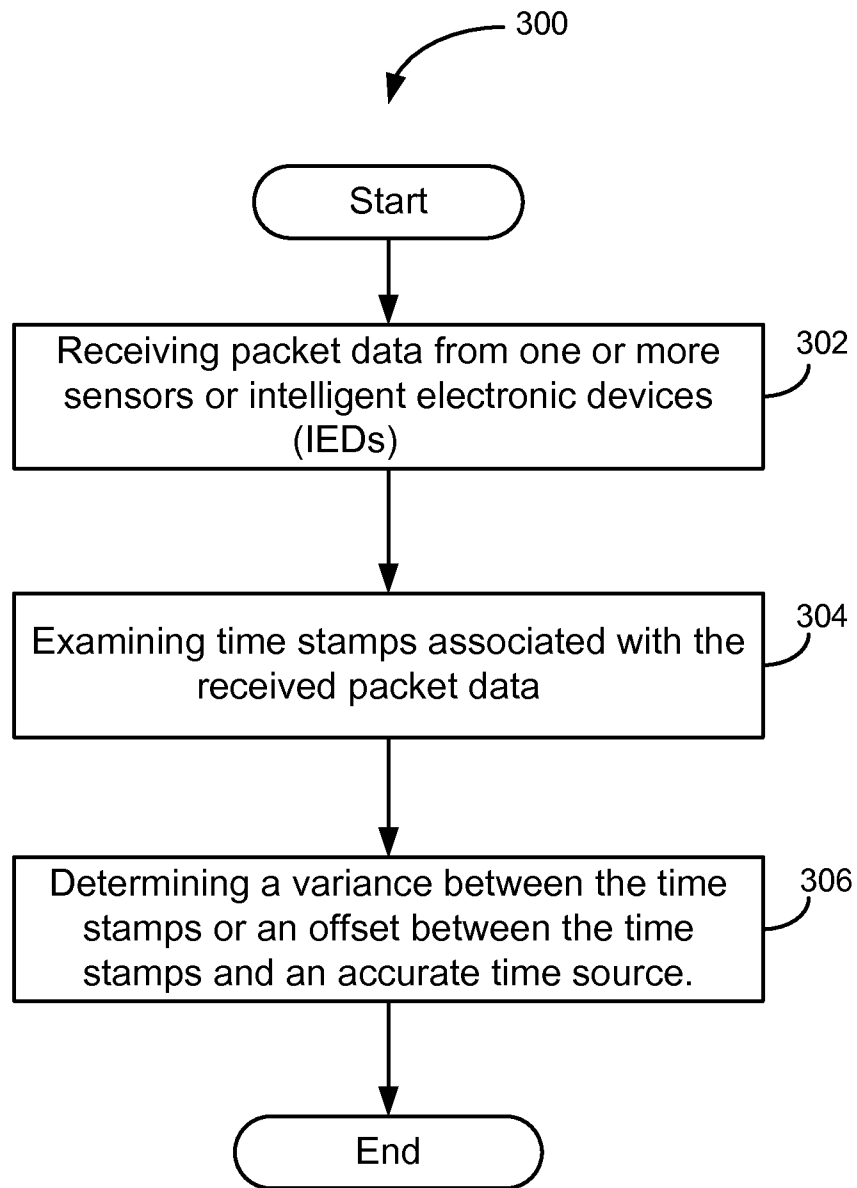 300
Start
Receiving packet data from one or more
sensors or intelligent electronic devices
(IEDs)
302
Examining time stamps associated with the
received packet data
304
Determining a variance between the time
stamps or an offset between the time
stamps and an accurate time source.
306
End